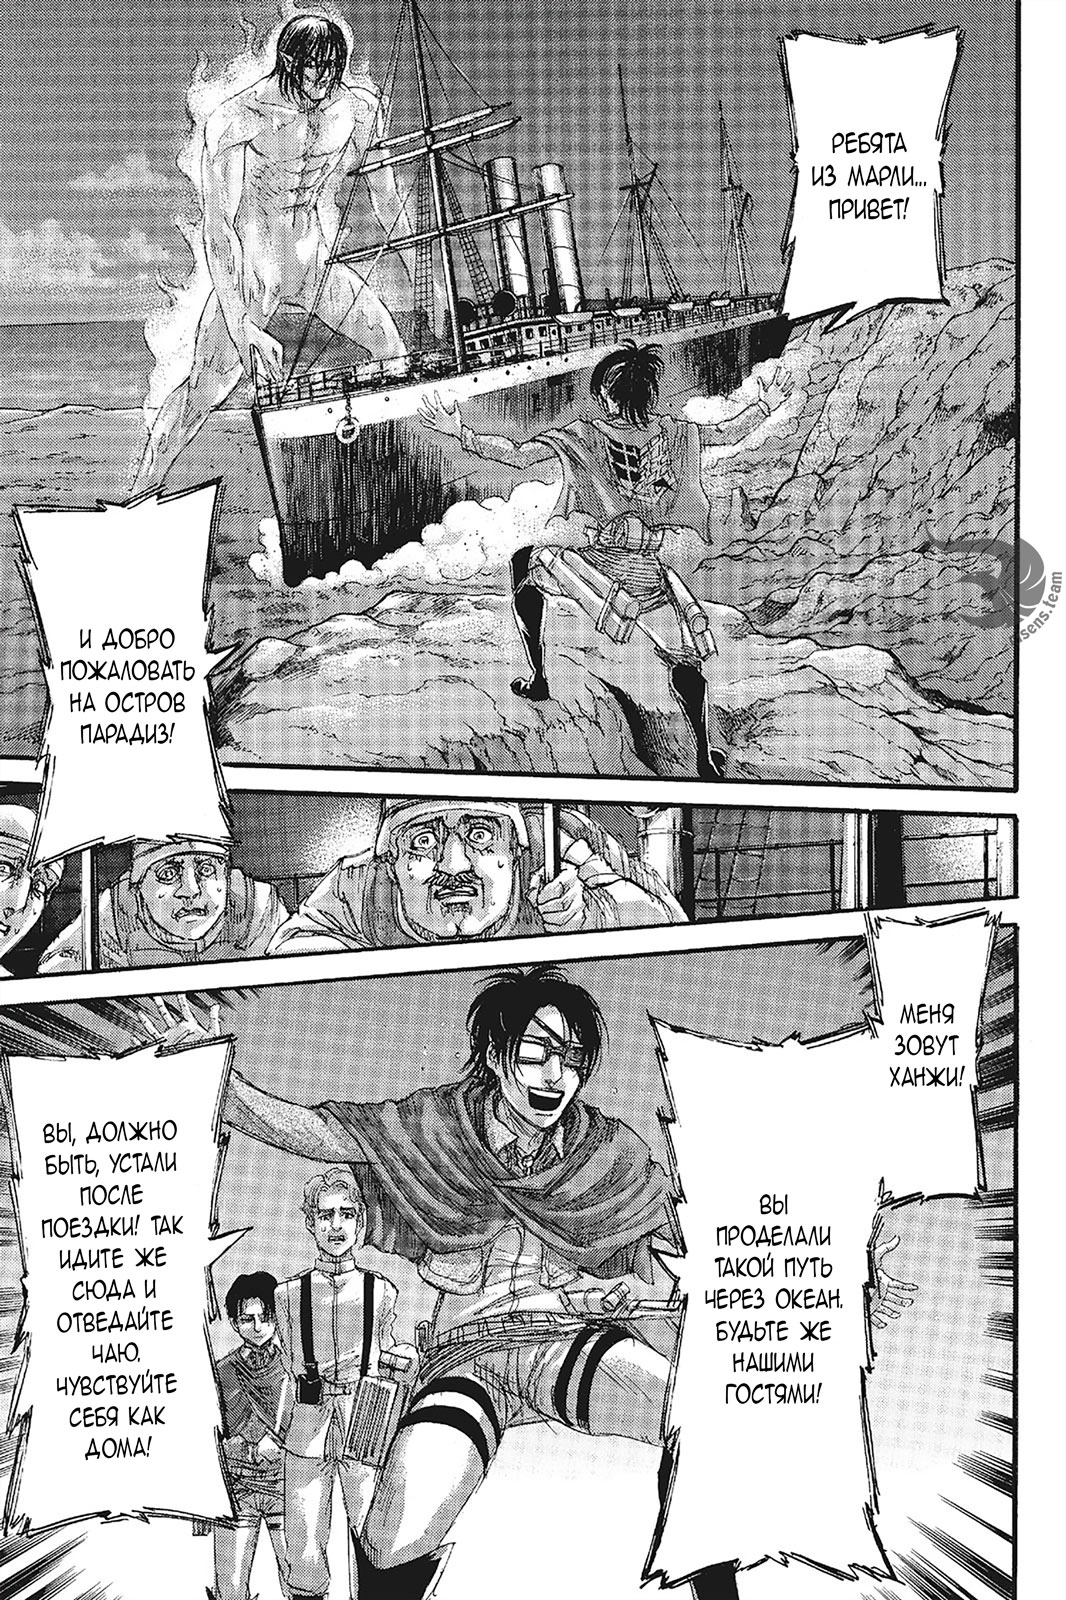 РЕБЯТА
ИЗ МАРЛИ...
ПРИВЕТ!
И ДОБРО
ПОЖАЛОВАТЬ
НА ОСТРОВ
ПАРАДИЗ!
МЕНЯ
ЗОВУТ
ХАНЖИ!
ВЫ
ПРОДЕЛАЛИ
ТАКОЙ ПУТЬ
ЧЕРЕЗ ОКЕАН.
БУДЬТЕ ЖЕ
НАШИМИ
ГОСТЯМИ!
ВЫ, ДОЛЖНО
БЫТЬ, УСТАЛИ
ПОСЛЕ
ПОЕЗДКИ! ТАК
ИДИТЕ ЖЕ
СЮДА И
ОТВЕДАЙТЕ
ЧАЮ.
ЧУВСТВУЙТЕ
СЕБЯ КАК
ДОМА!
sens.team